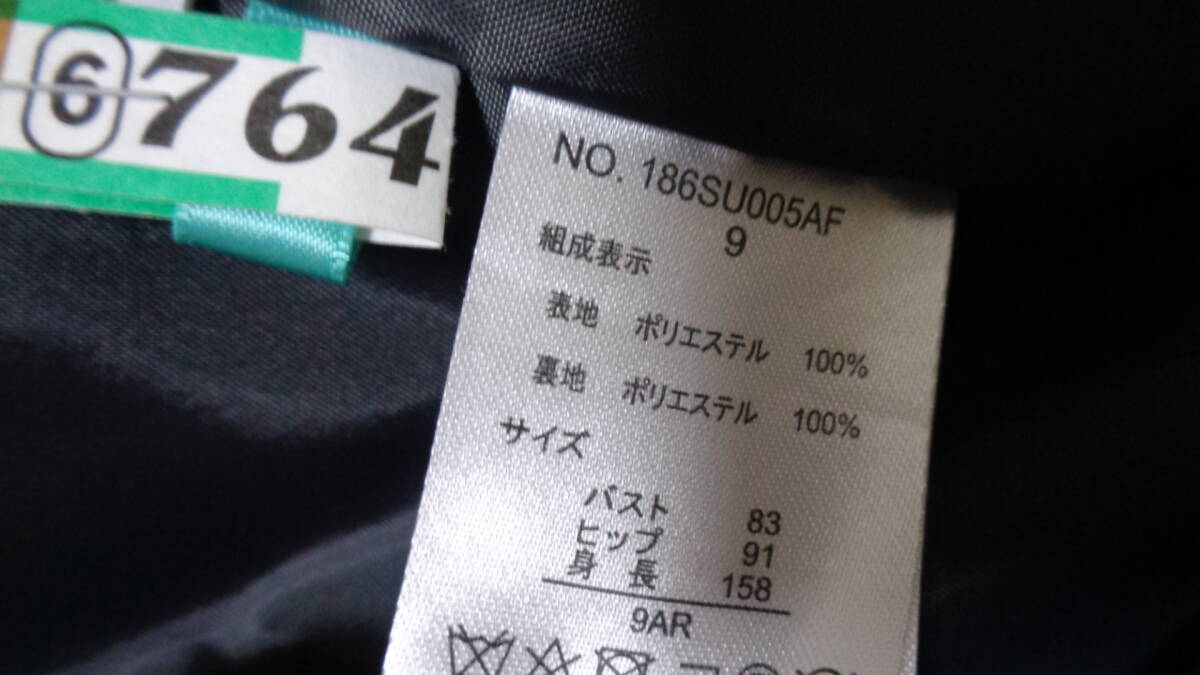 ⑥764
NO. 186SU005AF
9
組成表示
表地 ポリエステル 100%
裏地 ポリエステル 100%
サイズ
バスト 83
ヒップ 91
身長 158
9AR